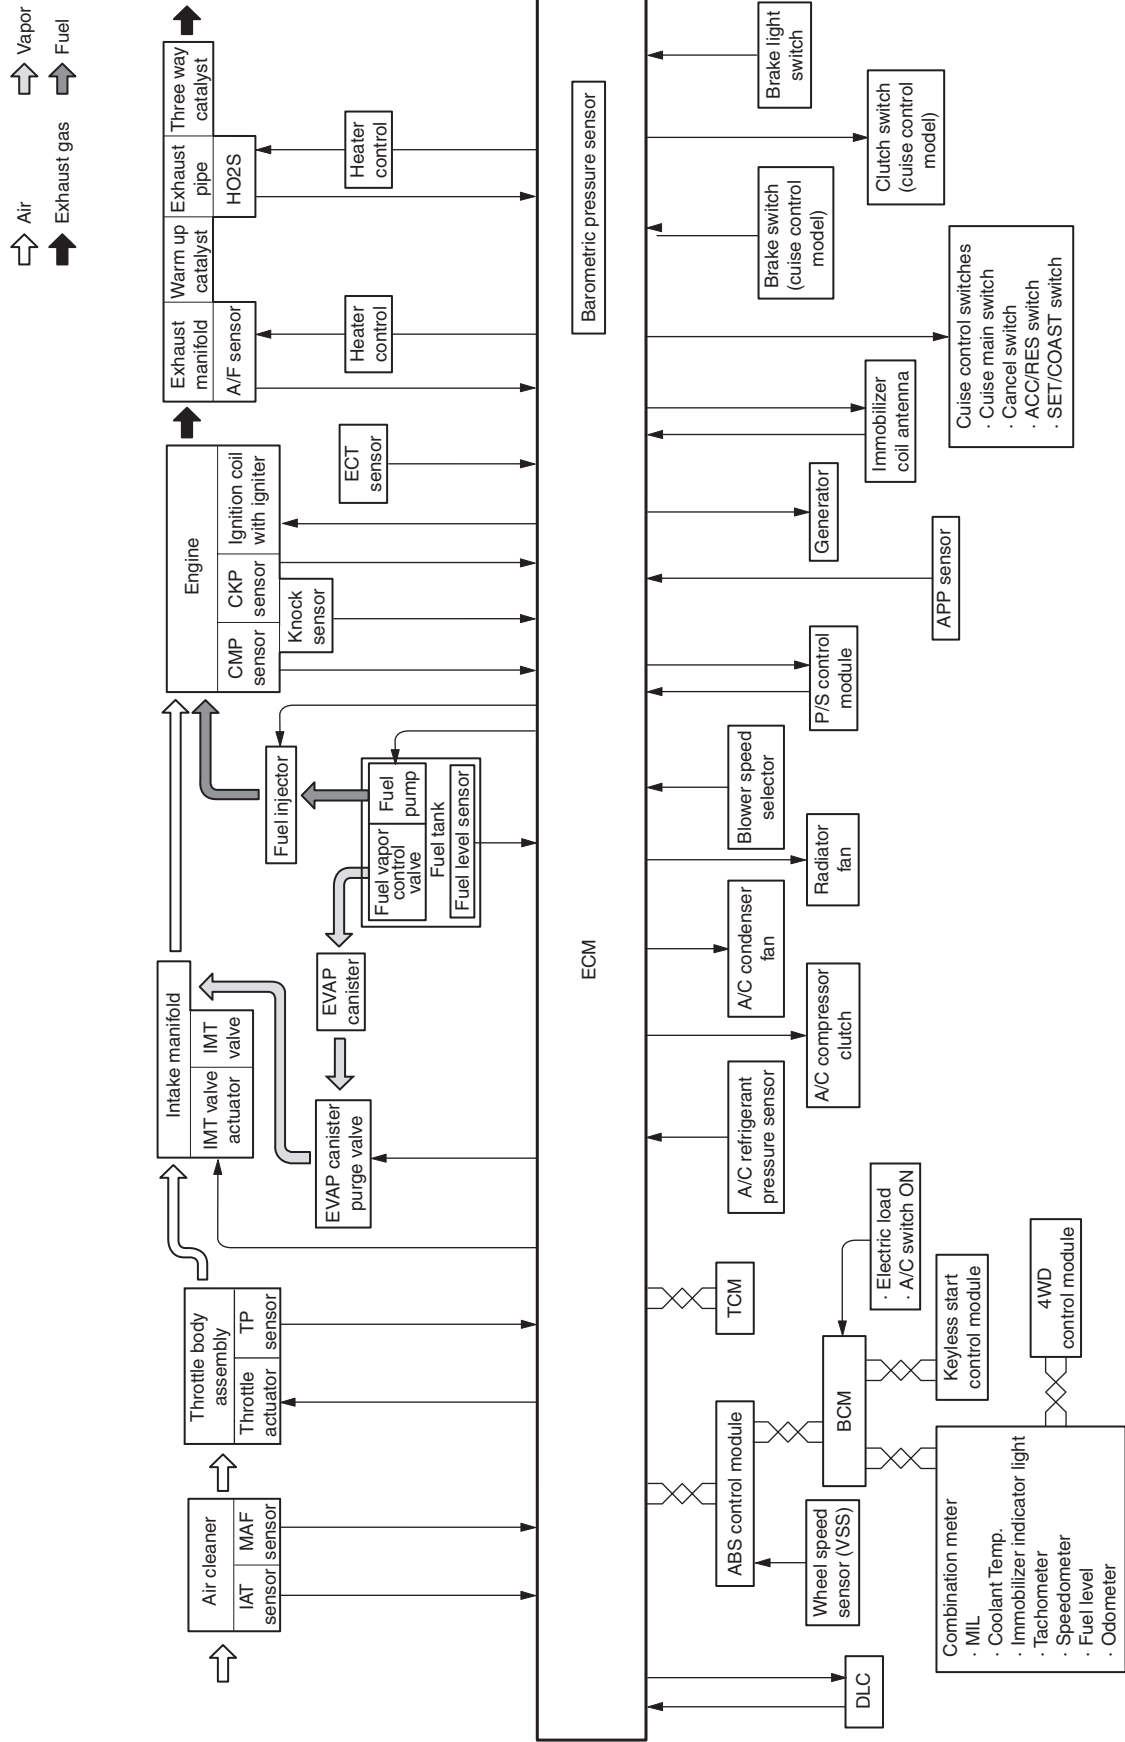 Air
Vapor
Exhaust gas
Fuel
Air cleaner
IAT
sensor
MAF
sensor
Throttle body
assembly
Throttle
actuator
TP
sensor
Intake manifold
IMT valve
actuator
IMT
valve
EVAP canister
purge valve
EVAP
canister
Fuel injector
Fuel vapor
control
valve
Fuel
pump
Fuel tank
Fuel level sensor
Engine
CMP
sensor
CKP
sensor
Ignition coil
with igniter
Knock
sensor
ECT
sensor
Exhaust
manifold
Warm up
catalyst
Exhaust
pipe
Three way
catalyst
A/F sensor
HO2S
Heater
control
Heater
control
ECM
Barometric pressure sensor
DLC
Wheel speed
sensor (VSS)
ABS control module
TCM
BCM
· Electric load
· A/C switch ON
Keyless start
control module
4WD
control module
Combination meter
· MIL
· Coolant Temp.
· Immobilizer indicator light
· Tachometer
· Speedometer
· Fuel level
· Odometer
A/C refrigerant
pressure sensor
A/C compressor
clutch
A/C condenser
fan
Radiator
fan
Blower speed
selector
P/S control
module
APP sensor
Generator
Immobilizer
coil antenna
Cuise control switches
· Cuise main switch
· Cancel switch
· ACC/RES switch
· SET/COAST switch
Brake switch
(cuise control
model)
Clutch switch
(cuise control
model)
Brake light
switch